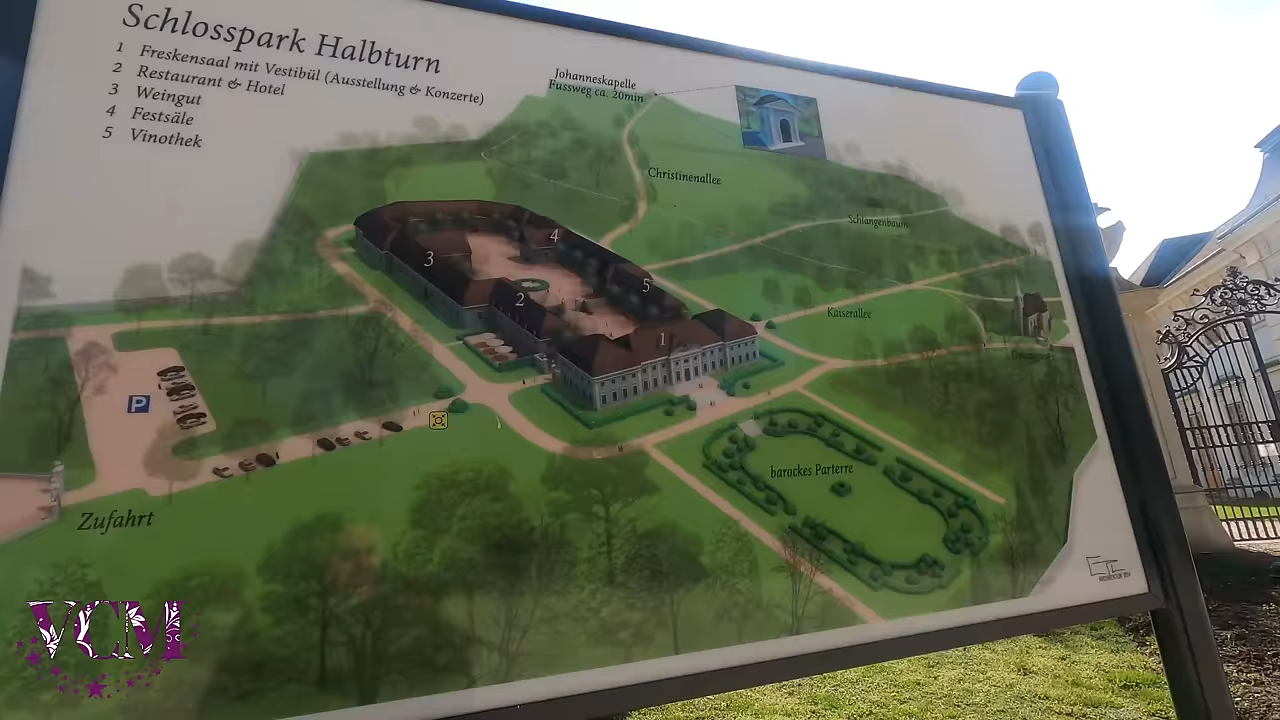 Schlosspark Halbturn
1 Freskensaal mit Vestibül (Ausstellung & Konzerte)
2 Restaurant & Hotel
3 Weingut
4 Festsäle
5 Vinothek
Johanneskapelle
Fussweg ca. 20min
Christinenallee
Schlangenbaum
Kaiserallee
4
3
5
2
1
P
barockes Parterre
Zufahrt
VCM